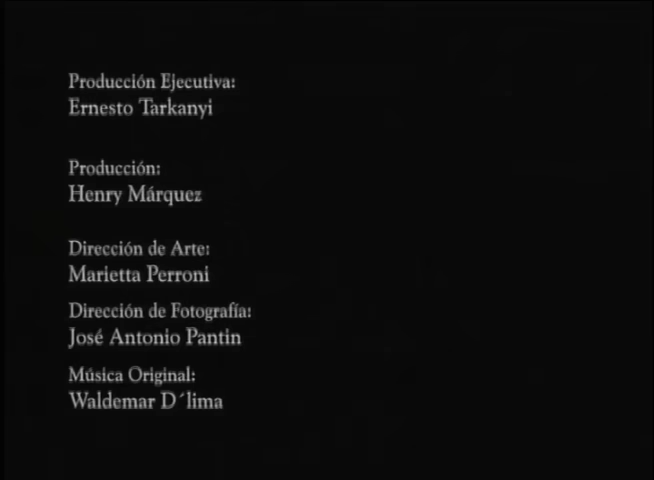 Producción Ejecutiva:
Ernesto Tarkanyi
Producción:
Henry Márquez
Dirección de Arte:
Marietta Perroni
Dirección de Fotografía:
José Antonio Pantin
Música Original:
Waldemar D´lima